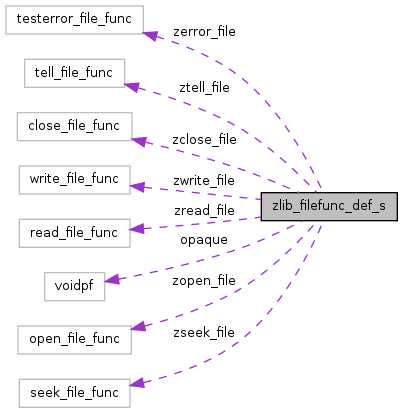 testerror_file_func
zerror_file
tell_file_func
ztell_file
close_file_func
zclose_file
write_file_func
zwrite_file
zlib_filefunc_def_s
read_file_func
zread_file
opaque
voidpf
zopen_file
open_file_func
zseek_file
seek_file_func